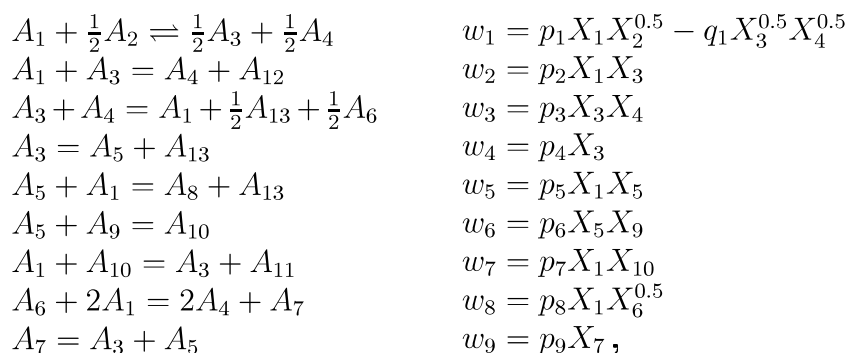 A₁ + ½A₂ ⇌ ½A₃ + ½A₄ w₁ = p₁X₁X₂^0.5 − q₁X₃^0.5X₄^0.5
A₁ + A₃ = A₄ + A₁₂ w₂ = p₂X₁X₃
A₃ + A₄ = A₁ + ½A₁₃ + ½A₆ w₃ = p₃X₃X₄
A₃ = A₅ + A₁₃ w₄ = p₄X₃
A₅ + A₁ = A₈ + A₁₃ w₅ = p₅X₁X₅
A₅ + A₉ = A₁₀ w₆ = p₆X₅X₉
A₁ + A₁₀ = A₃ + A₁₁ w₇ = p₇X₁X₁₀
A₆ + 2A₁ = 2A₄ + A₇ w₈ = p₈X₁X₆^0.5
A₇ = A₃ + A₅ w₉ = p₉X₇ ,